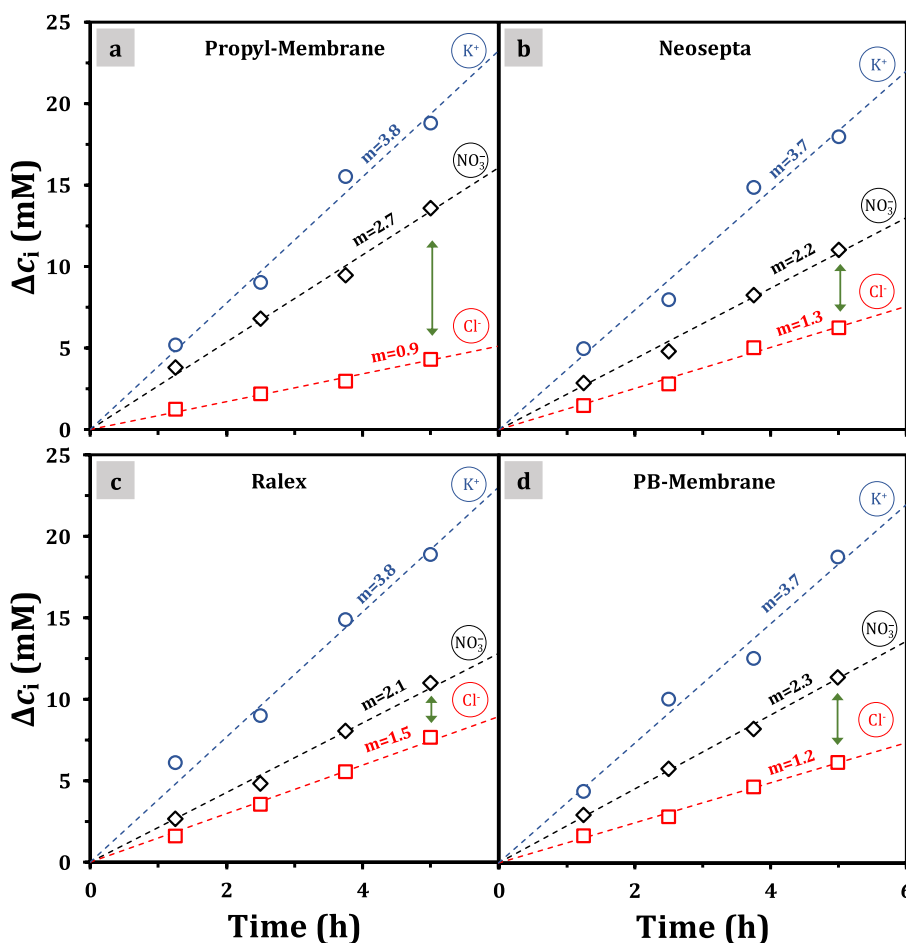 a Propyl-Membrane K⁺
b Neosepta K⁺
25
20
15
10
5
0
Δcᵢ (mM)
m=3.8
NO₃⁻
m=2.7
Cl⁻
m=0.9
m=3.7
NO₃⁻
m=2.2
Cl⁻
m=1.3
c Ralex K⁺
d PB-Membrane K⁺
25
20
15
10
5
0
Δcᵢ (mM)
m=3.8
NO₃⁻
m=2.1
Cl⁻
m=1.5
m=3.7
NO₃⁻
m=2.3
Cl⁻
m=1.2
0 2 4 0 2 4 6
Time (h) Time (h)